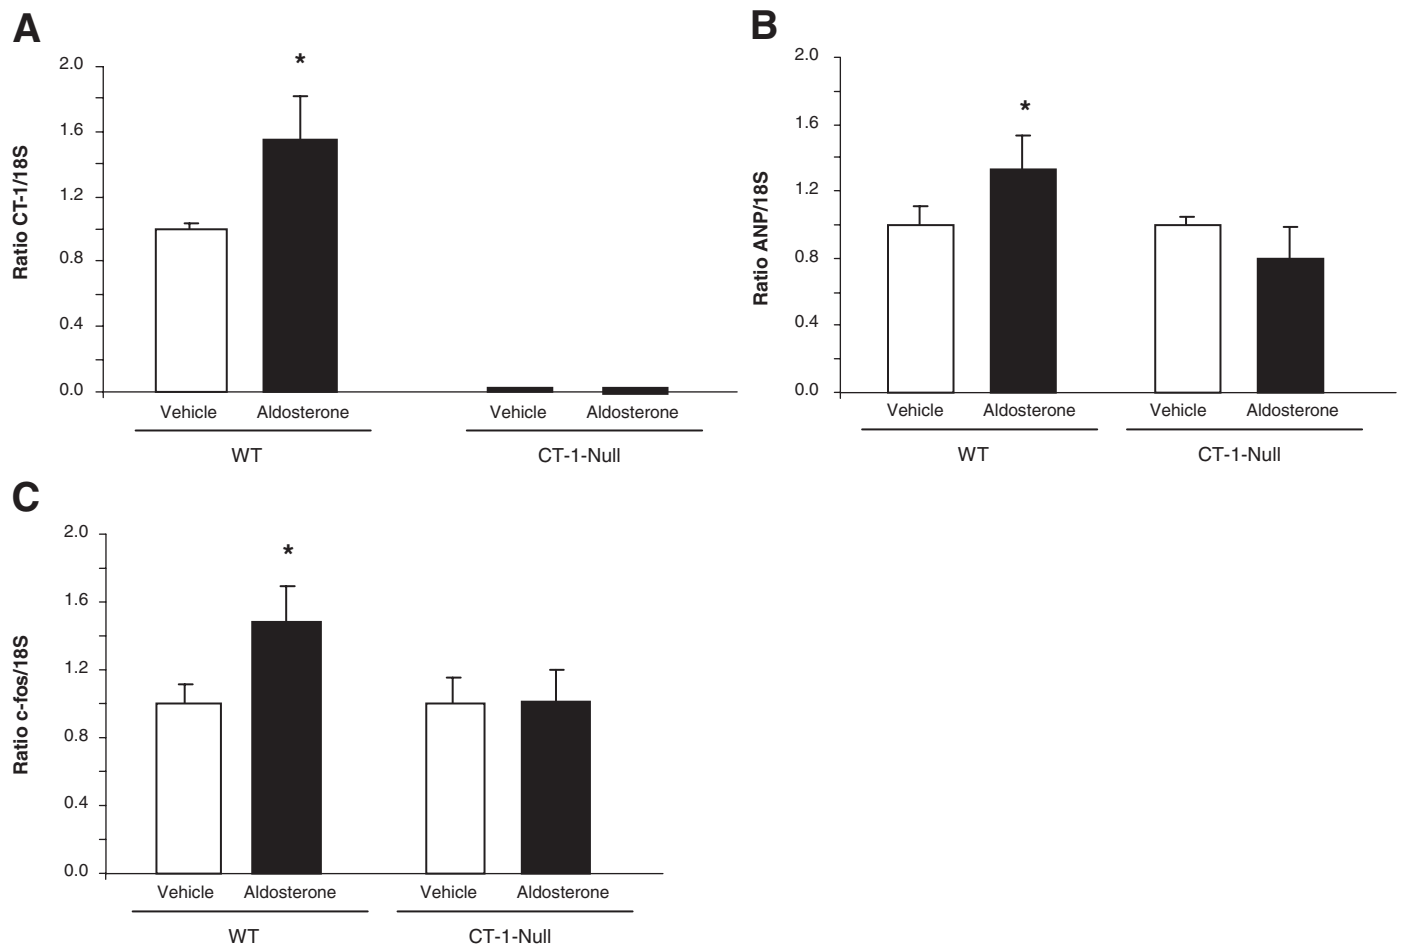 A
Ratio CT-1/18S
2.0
1.6
1.2
0.8
0.4
0.0
*
Vehicle Aldosterone Vehicle Aldosterone
WT CT-1-Null
B
Ratio ANP/18S
2.0
1.6
1.2
0.8
0.4
0.0
*
Vehicle Aldosterone Vehicle Aldosterone
WT CT-1-Null
C
Ratio c-fos/18S
2.0
1.6
1.2
0.8
0.4
0.0
*
Vehicle Aldosterone Vehicle Aldosterone
WT CT-1-Null